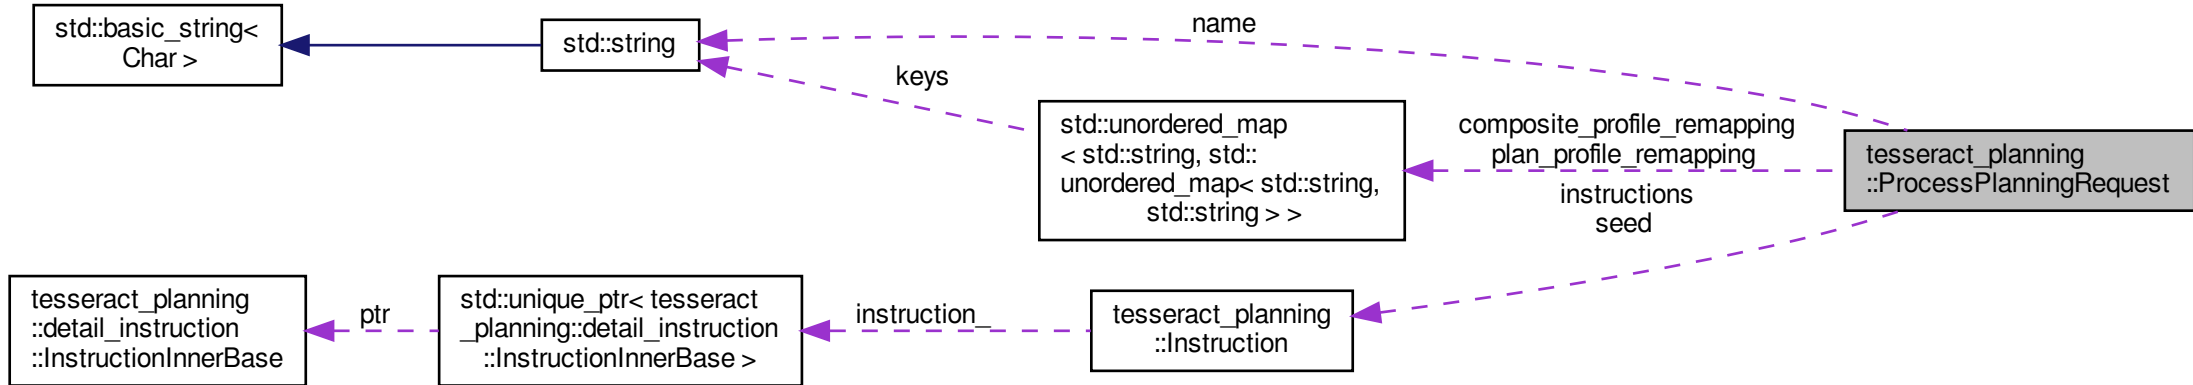 std::basic_string<
Char >
std::string
name
keys
std::unordered_map
< std::string, std::
unordered_map< std::string,
std::string > >
composite_profile_remapping
plan_profile_remapping
instructions
seed
tesseract_planning
::ProcessPlanningRequest
tesseract_planning
::detail_instruction
::InstructionInnerBase
ptr
std::unique_ptr< tesseract
_planning::detail_instruction
::InstructionInnerBase >
instruction_
tesseract_planning
::Instruction